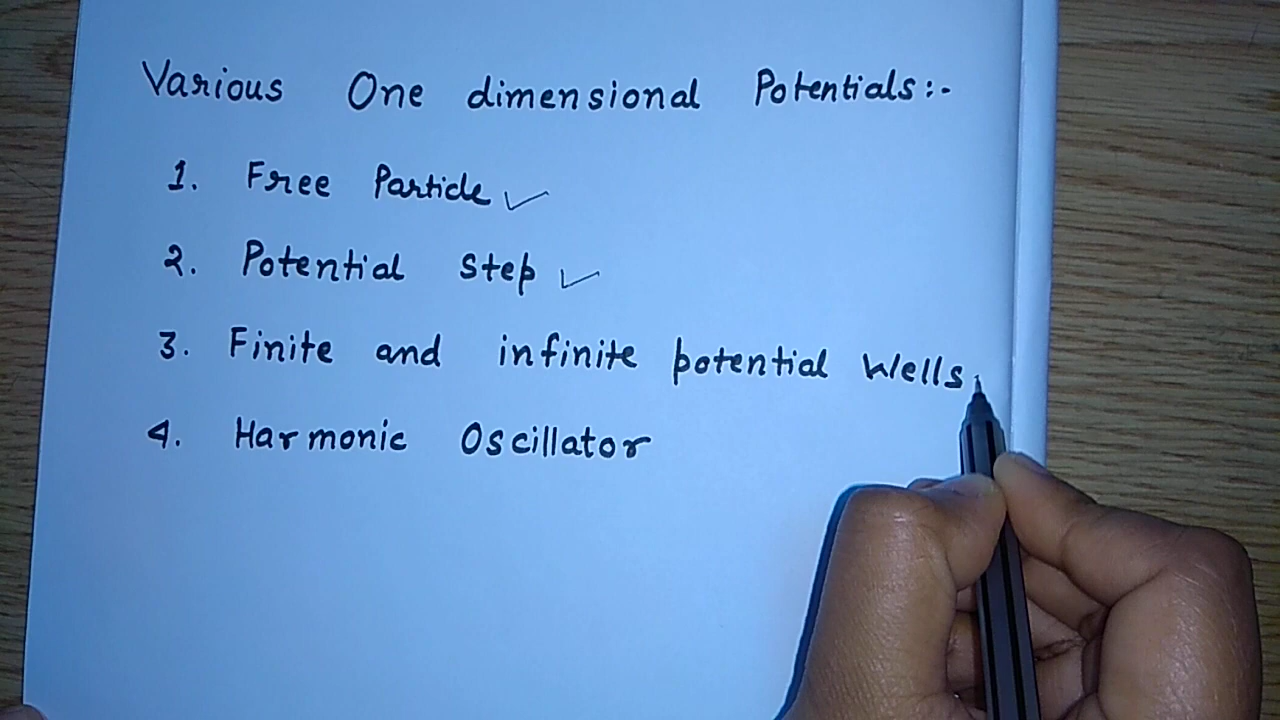 Various One dimensional Potentials:-
1. Free Particle ✓
2. Potential Step ✓
3. Finite and infinite potential Wells
4. Harmonic Oscillator